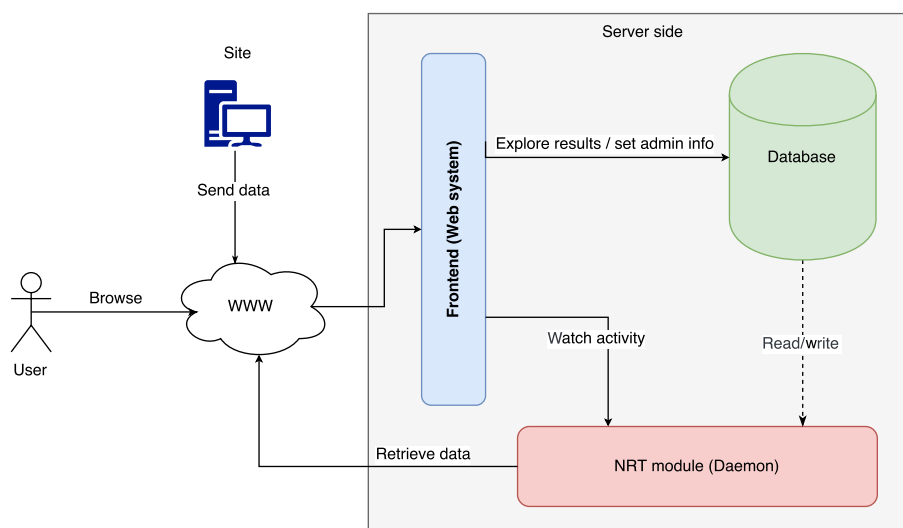 Server side
Site
Explore results / set admin info
Database
Send data
Frontend (Web system)
Browse
WWW
User
Watch activity
Read/write
Retrieve data
NRT module (Daemon)